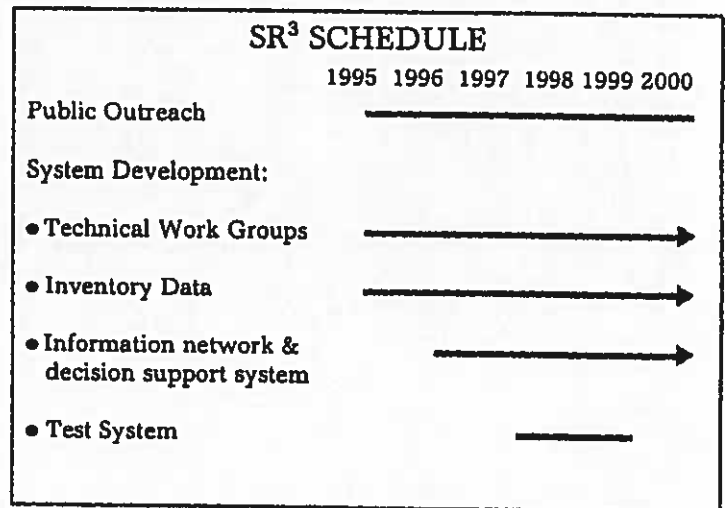 SR³ SCHEDULE
1995 1996 1997 1998 1999 2000
Public Outreach
System Development:
• Technical Work Groups
• Inventory Data
• Information network &
decision support system
• Test System